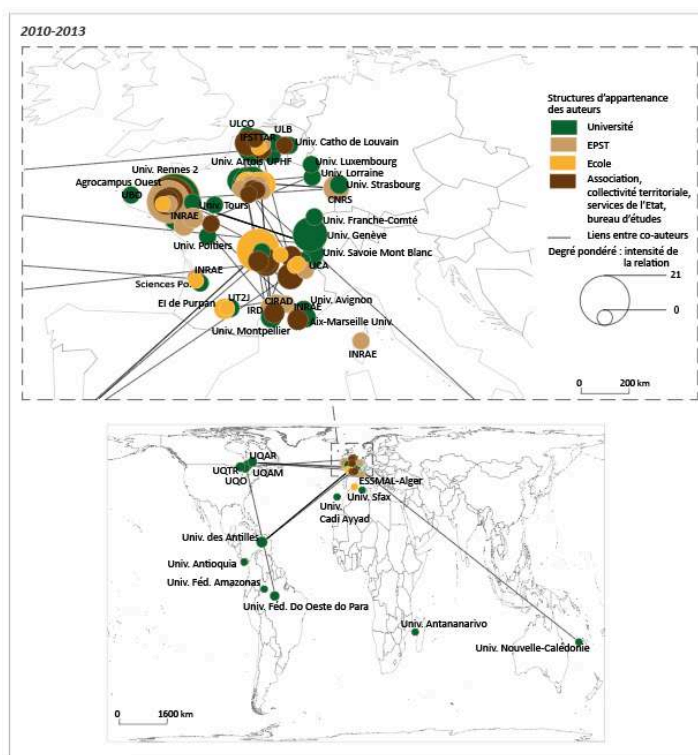 2010-2013
ULCO
IFSTTAR
ULB
Univ. Catho de Louvain
Univ. Artois
UPHF
Univ. Luxembourg
Univ. Rennes 2
Univ. Lorraine
Agrocampus Ouest
Univ. Strasbourg
UBO
CNRS
Univ. Tours
INRAE
Univ. Franche-Comté
Univ. Genève
Univ. Poitiers
Univ. Savoie Mont Blanc
UCA
INRAE
Sciences Po.
EI de Purpan
UT2J
CIRAD
Univ. Avignon
IRD
INRAE
Aix-Marseille Univ.
Univ. Montpellier
INRAE
Structures d'appartenance
des auteurs
Université
EPST
Ecole
Association,
collectivité territoriale,
services de l'Etat,
bureau d'études
Liens entre co-auteurs
Degré pondéré : intensité de
la relation
21
0
0 200 km
UQAR
UQTR
UQAM
UQO
ESSMAL-Alger
Univ. Sfax
Univ.
Cadi Ayyad
Univ. des Antilles
Univ. Antioquia
Univ. Féd. Amazonas
Univ. Féd. Do Oeste do Para
Univ. Antananarivo
Univ. Nouvelle-Calédonie
0 1600 km